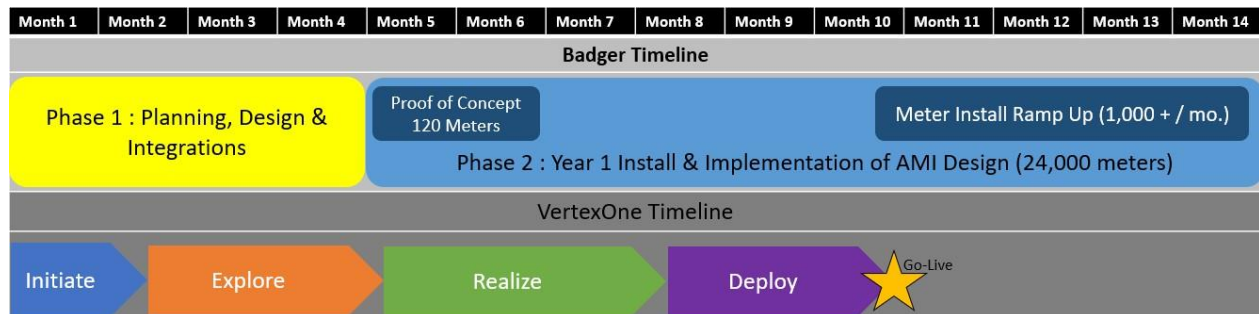 Month 1 Month 2 Month 3 Month 4 Month 5 Month 6 Month 7 Month 8 Month 9 Month 10 Month 11 Month 12 Month 13 Month 14
Badger Timeline
Phase 1 : Planning, Design &
Integrations
Proof of Concept
120 Meters
Meter Install Ramp Up (1,000 + / mo.)
Phase 2 : Year 1 Install & Implementation of AMI Design (24,000 meters)
VertexOne Timeline
Initiate Explore Realize Deploy Go-Live